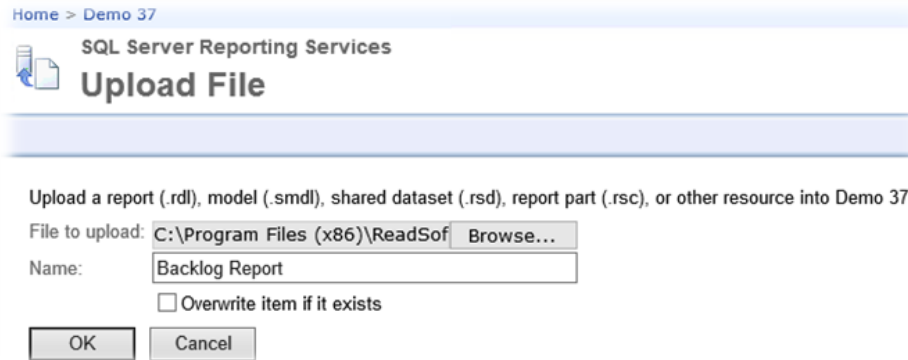 Home > Demo 37
SQL Server Reporting Services
Upload File
Upload a report (.rdl), model (.smdl), shared dataset (.rsd), report part (.rsc), or other resource into Demo 37
File to upload: C:\Program Files (x86)\ReadSof Browse...
Name: Backlog Report
Overwrite item if it exists
OK Cancel